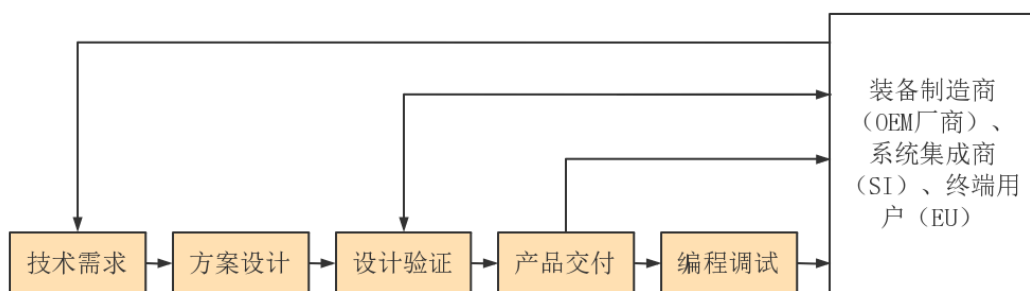 装备制造商
（OEM厂商）、
系统集成商
（SI）、终端用
户（EU）
技术需求
方案设计
设计验证
产品交付
编程调试